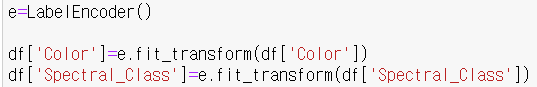 e=LabelEncoder()
df['Color']=e.fit_transform(df['Color'])
df['Spectral_Class']=e.fit_transform(df['Spectral_Class'])